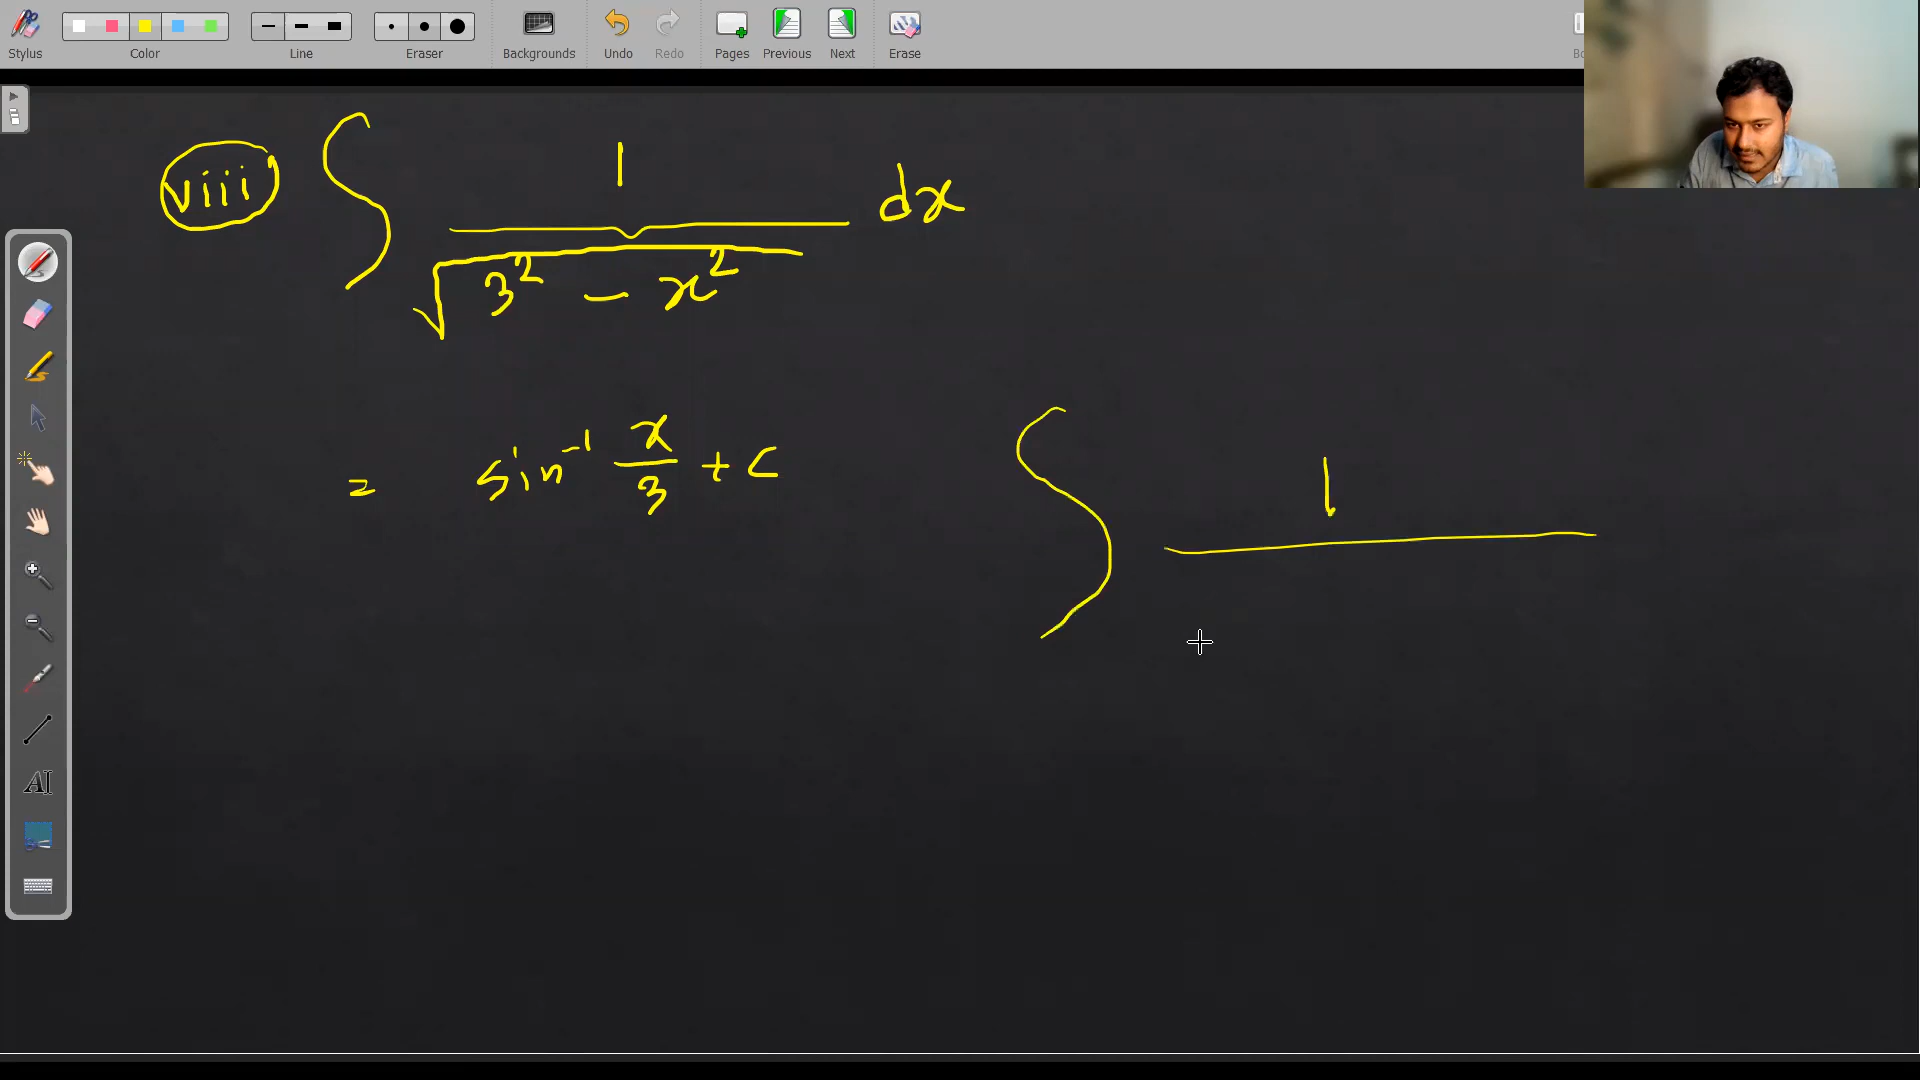 Stylus Color Line Eraser Backgrounds Undo Redo Pages Previous Next Erase
viii ∫ 1/√(3² − x²) dx
= sin⁻¹ x/3 + c
∫ 1/
AI